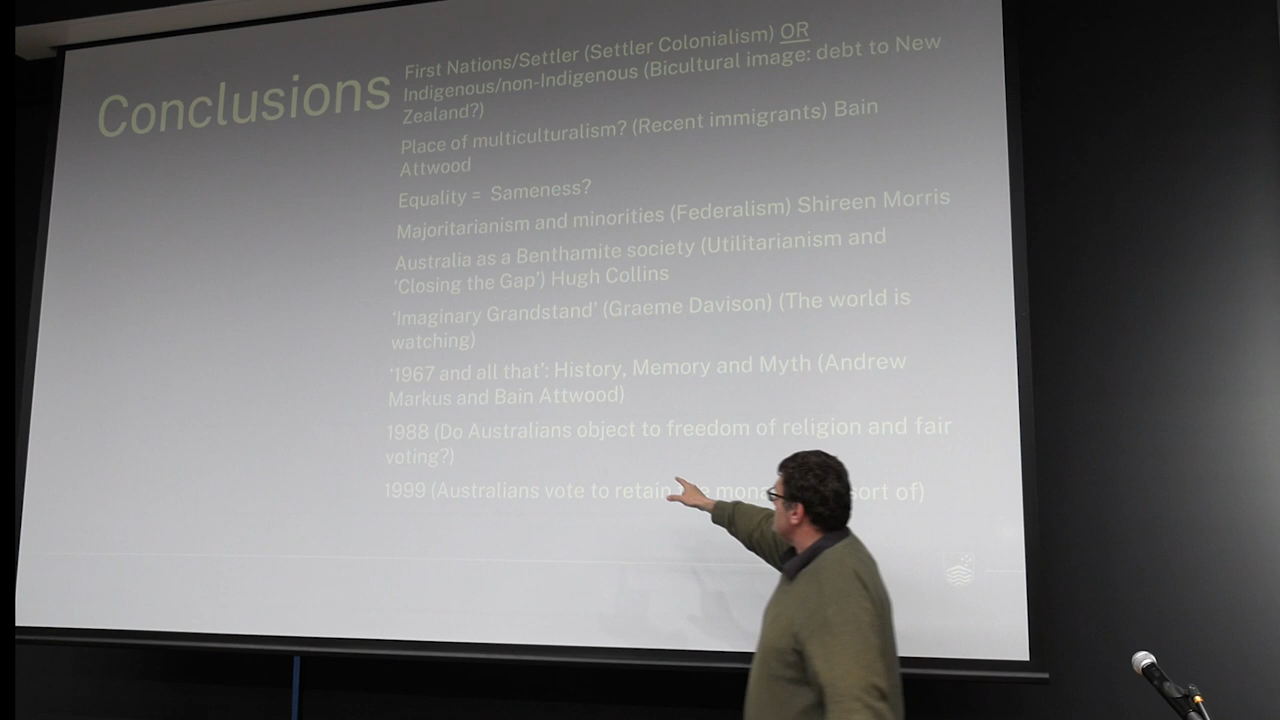 Conclusions
First Nations/Settler (Settler Colonialism) OR
Indigenous/non-Indigenous (Bicultural image: debt to New
Zealand?)
Place of multiculturalism? (Recent immigrants) Bain
Attwood
Equality = Sameness?
Majoritarianism and minorities (Federalism) Shireen Morris
Australia as a Benthamite society (Utilitarianism and
‘Closing the Gap’) Hugh Collins
‘Imaginary Grandstand’ (Graeme Davison) (The world is
watching)
‘1967 and all that’: History, Memory and Myth (Andrew
Markus and Bain Attwood)
1988 (Do Australians object to freedom of religion and fair
voting?)
1999 (Australians vote to retain sort of)